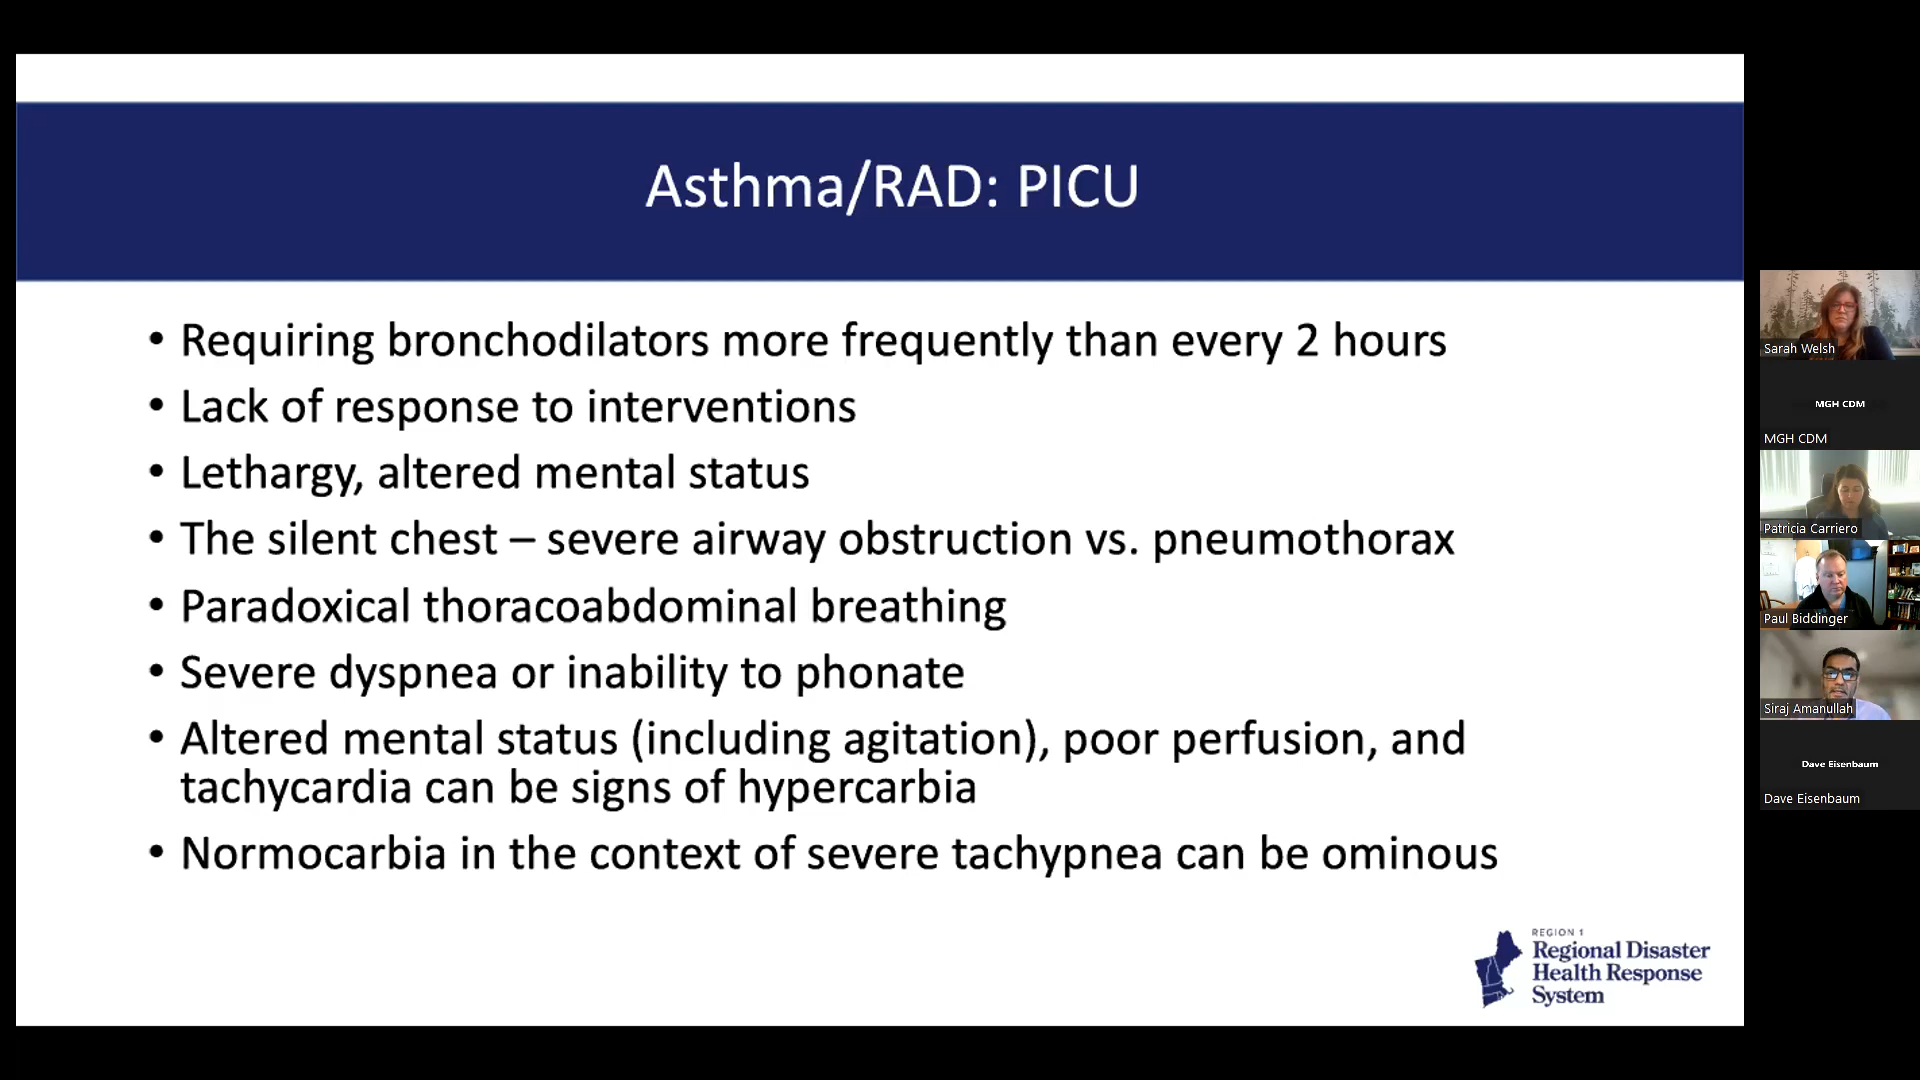 Asthma/RAD: PICU
• Requiring bronchodilators more frequently than every 2 hours
• Lack of response to interventions
• Lethargy, altered mental status
• The silent chest – severe airway obstruction vs. pneumothorax
• Paradoxical thoracoabdominal breathing
• Severe dyspnea or inability to phonate
• Altered mental status (including agitation), poor perfusion, and
tachycardia can be signs of hypercarbia
• Normocarbia in the context of severe tachypnea can be ominous
REGION 1
Regional Disaster
Health Response
System
Sarah Welsh
MGH CDM
MGH CDM
Patricia Carriero
Paul Biddinger
Siraj Amanullah
Dave Eisenbaum
Dave Eisenbaum